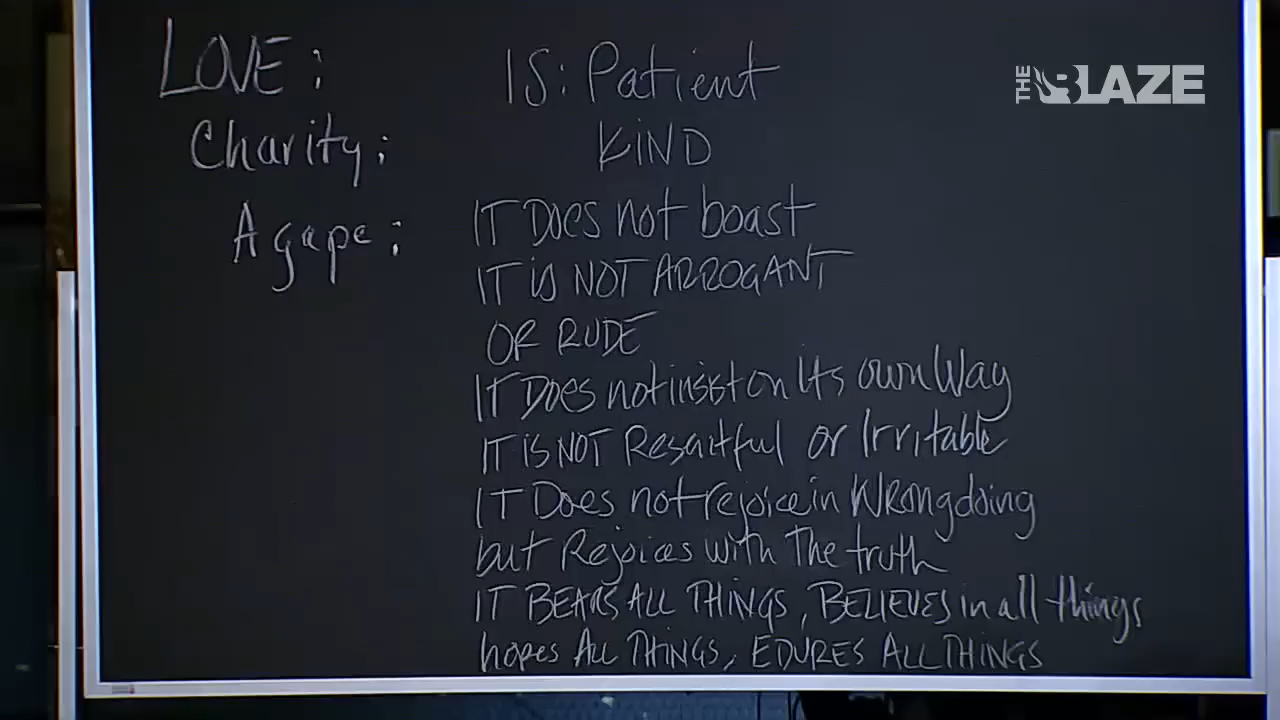 LOVE:
Charity:
Agape:
IS: Patient
KIND
IT DOES not boast
IT is NOT ARROGANT
OR RUDE
IT DOES not insist on Its own Way
IT IS NOT Resentful or Irritable
IT Does not rejoice in Wrongdoing
but Rejoices with The truth
IT BEARS ALL THINGS, BELIEVES in all things
hopes ALL THINGS, EDURES ALL THINGS
THE BLAZE